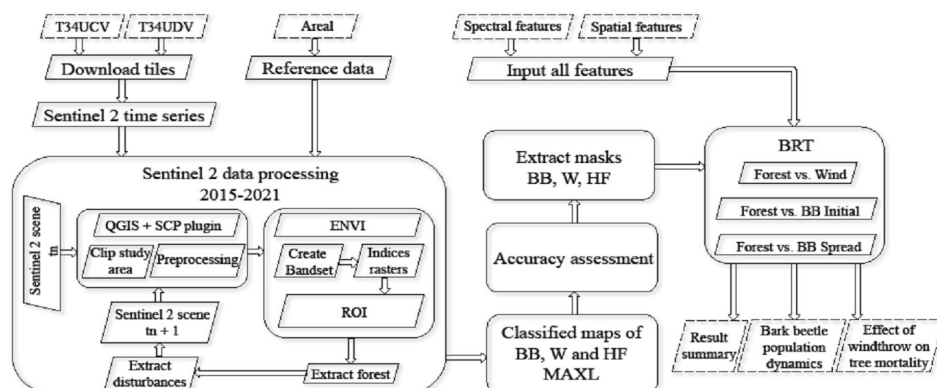 T34UCV
T34UDV
Areal
Spectral features
Spatial features
Download tiles
Reference data
Input all features
Sentinel 2 time series
Sentinel 2 data processing
2015-2021
Sentinel 2 scene
tn
QGIS + SCP plugin
Clip study
area
Preprocessing
ENVI
Create
Bandset
Indices
rasters
ROI
Sentinel 2 scene
tn + 1
Extract
disturbances
Extract forest
Extract masks
BB, W, HF
Accuracy assessment
Classified maps of
BB, W and HF
MAXL
BRT
Forest vs. Wind
Forest vs. BB Initial
Forest vs. BB Spread
Result
summary
Bark beetle
population
dynamics
Effect of
windthrow on
tree mortality